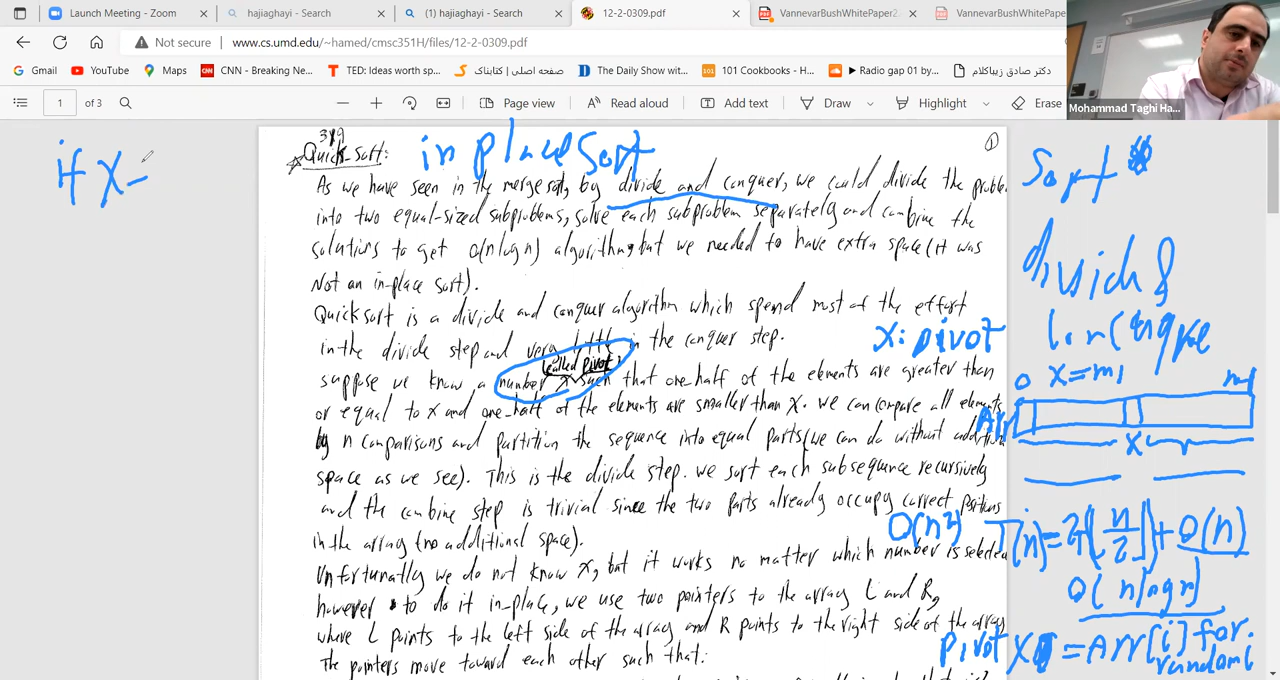 Launch Meeting - Zoom
hajiaghayi - Search
(1) hajiaghayi - Search
12-2-0309.pdf
VannevarBushWhitePaper2
VannevarBushWhitePape
Not secure
www.cs.umd.edu/~hamed/cmsc351H/files/12-2-0309.pdf
Gmail
YouTube
Maps
CNN - Breaking Ne...
TED: Ideas worth sp...
صفحه اصلی | کتابناک
The Daily Show wit...
101 Cookbooks - H...
Radio gap 01 by...
دکتر صادق زیباکلام
1 of 3
Page view
Read aloud
Add text
Draw
Highlight
Erase
Mohammad Taghi Ha...
if X-
in place Sort
Quick-sort:
As we have seen in the merge sort, by divide and conquer, we could divide the problem
into two equal-sized subproblems, solve each subproblem separately and combine the
solutions to get O(nlogn) algorithm, but we needed to have extra space (it was
Not an in-place sort).
Quicksort is a divide and conquer algorithm which spend most of the effort
in the divide step and very little in the conquer step.
called pivot
suppose we know a number x such that one half of the elements are greater than
or equal to x and one-half of the elements are smaller than x. We can compare all elements
by n comparisons and partition the sequence into equal parts (we can do without addition
space as we see). This is the divide step. we sort each subsequence recursively
and the combine step is trivial since the two parts already occupy correct positions
in the array (no additional space).
Unfortunally we do not know x, but it works no matter which number is selected
however to do it in-place, we use two pointers to the array L and R,
where L points to the left side of the array and R points to the right side of the array
The pointers move toward each other such that:
1
Sort
divide &
Conquer
X: pivot
X=m1
0
Arr
X
O(n²)
T(n)=2T(n/2)+O(n)
O(nlogn)
pivot X = Arr[i] for
random i